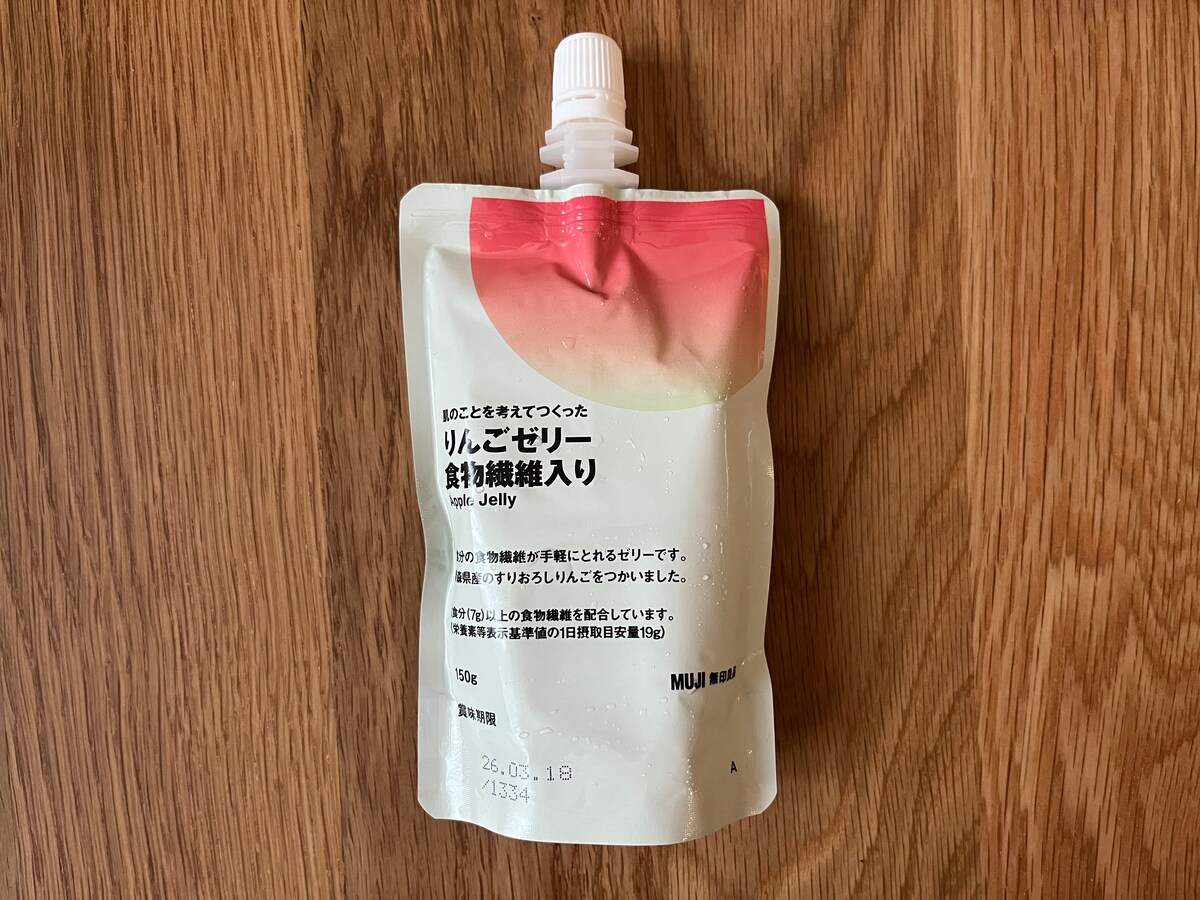 肌のことを考えてつくった
りんごゼリー
食物繊維入り
Apple Jelly
食分の食物繊維が手軽にとれるゼリーです。
県産のすりおろしりんごをつかいました。
食分(7g)以上の食物繊維を配合しています。
(栄養素等表示基準値の1日摂取目安量19g)
150g
MUJI 無印良品
賞味期限
26.03.18
/1334
A